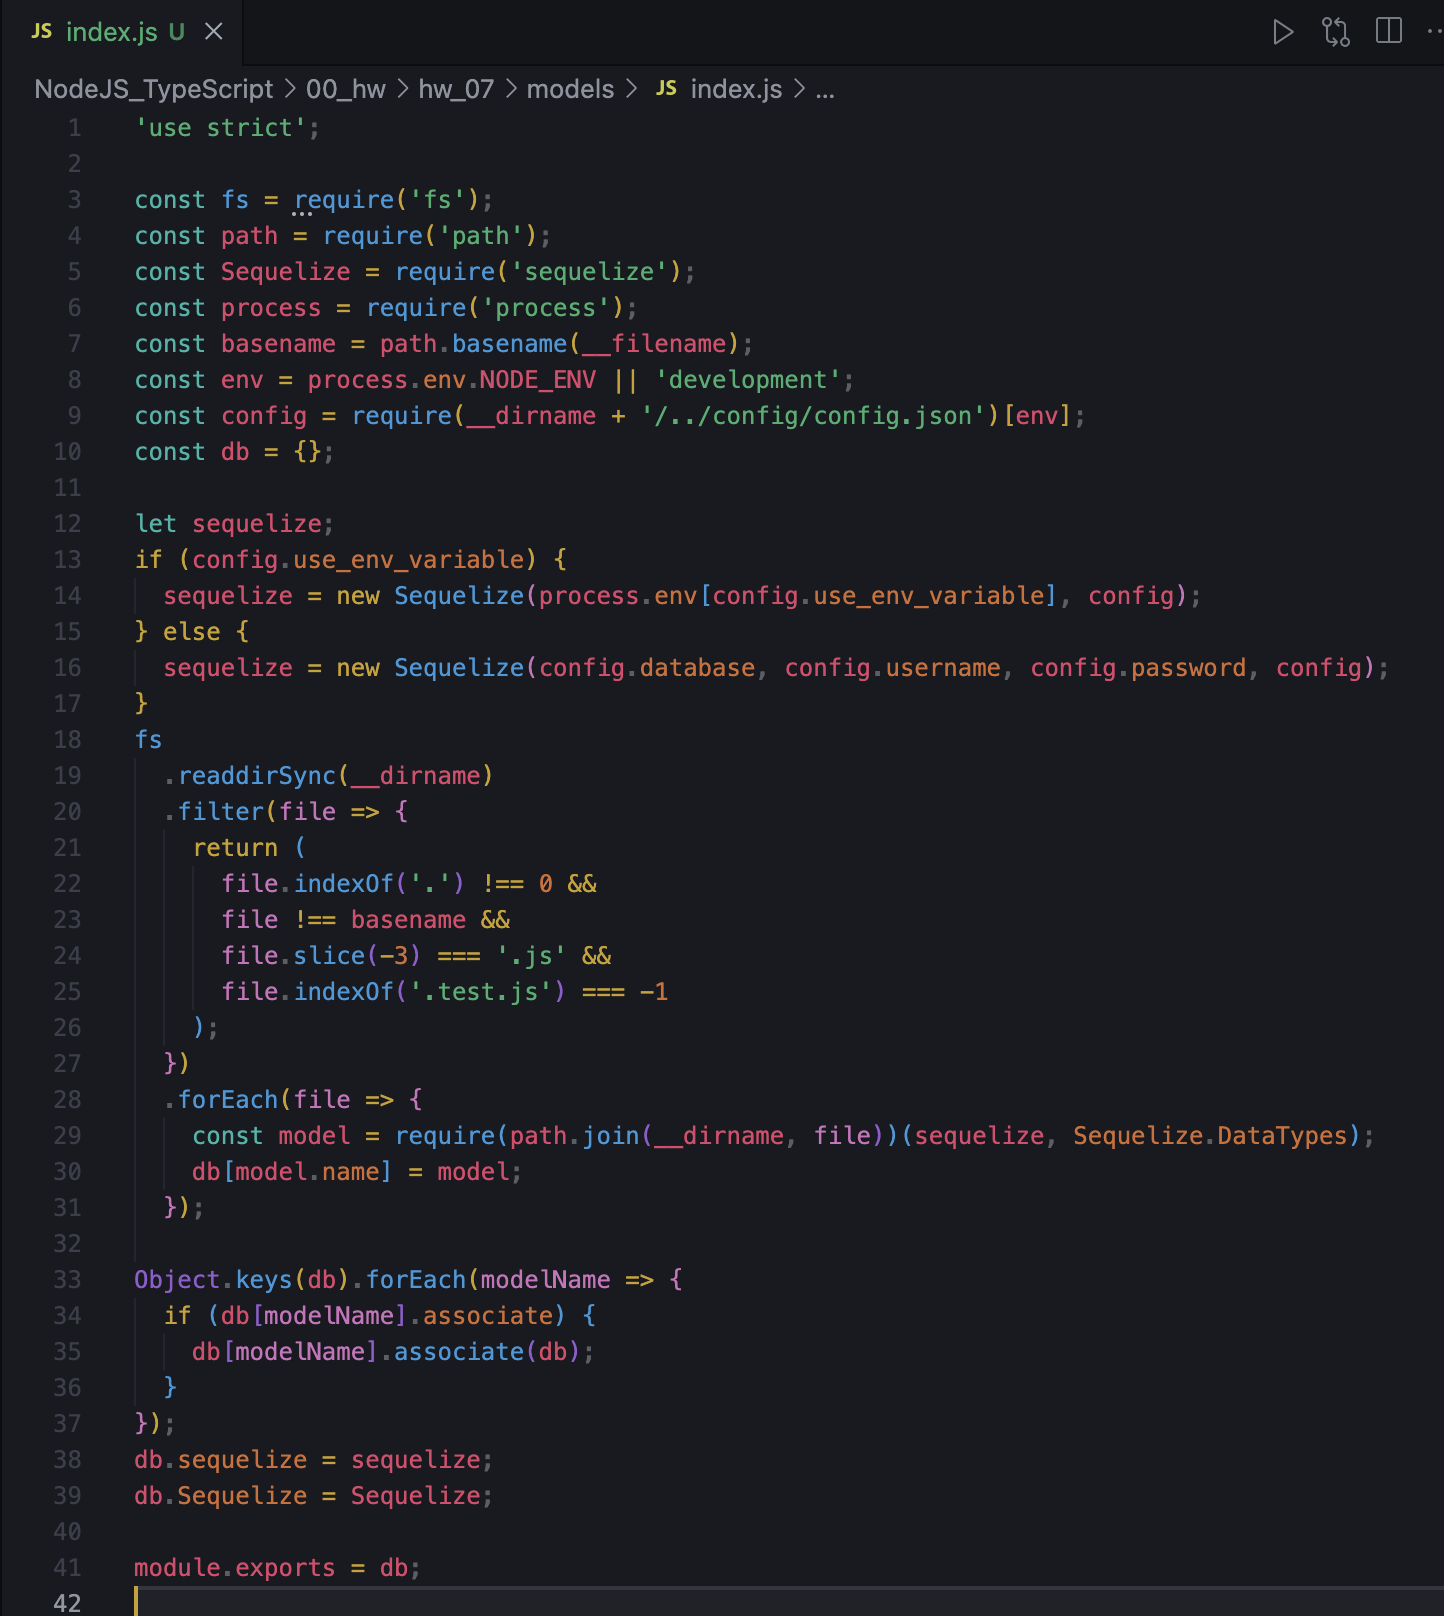 JS index.js U
NodeJS_TypeScript > 00_hw > hw_07 > models > JS index.js > ...
1 'use strict';
2
3 const fs = require('fs');
4 const path = require('path');
5 const Sequelize = require('sequelize');
6 const process = require('process');
7 const basename = path.basename(__filename);
8 const env = process.env.NODE_ENV || 'development';
9 const config = require(__dirname + '/../config/config.json')[env];
10 const db = {};
11
12 let sequelize;
13 if (config.use_env_variable) {
14   sequelize = new Sequelize(process.env[config.use_env_variable], config);
15 } else {
16   sequelize = new Sequelize(config.database, config.username, config.password, config);
17 }
18 fs
19   .readdirSync(__dirname)
20   .filter(file => {
21     return (
22       file.indexOf('.') !== 0 &&
23       file !== basename &&
24       file.slice(-3) === '.js' &&
25       file.indexOf('.test.js') === -1
26     );
27   })
28   .forEach(file => {
29     const model = require(path.join(__dirname, file))(sequelize, Sequelize.DataTypes);
30     db[model.name] = model;
31   });
32
33 Object.keys(db).forEach(modelName => {
34   if (db[modelName].associate) {
35     db[modelName].associate(db);
36   }
37 });
38 db.sequelize = sequelize;
39 db.Sequelize = Sequelize;
40
41 module.exports = db;
42